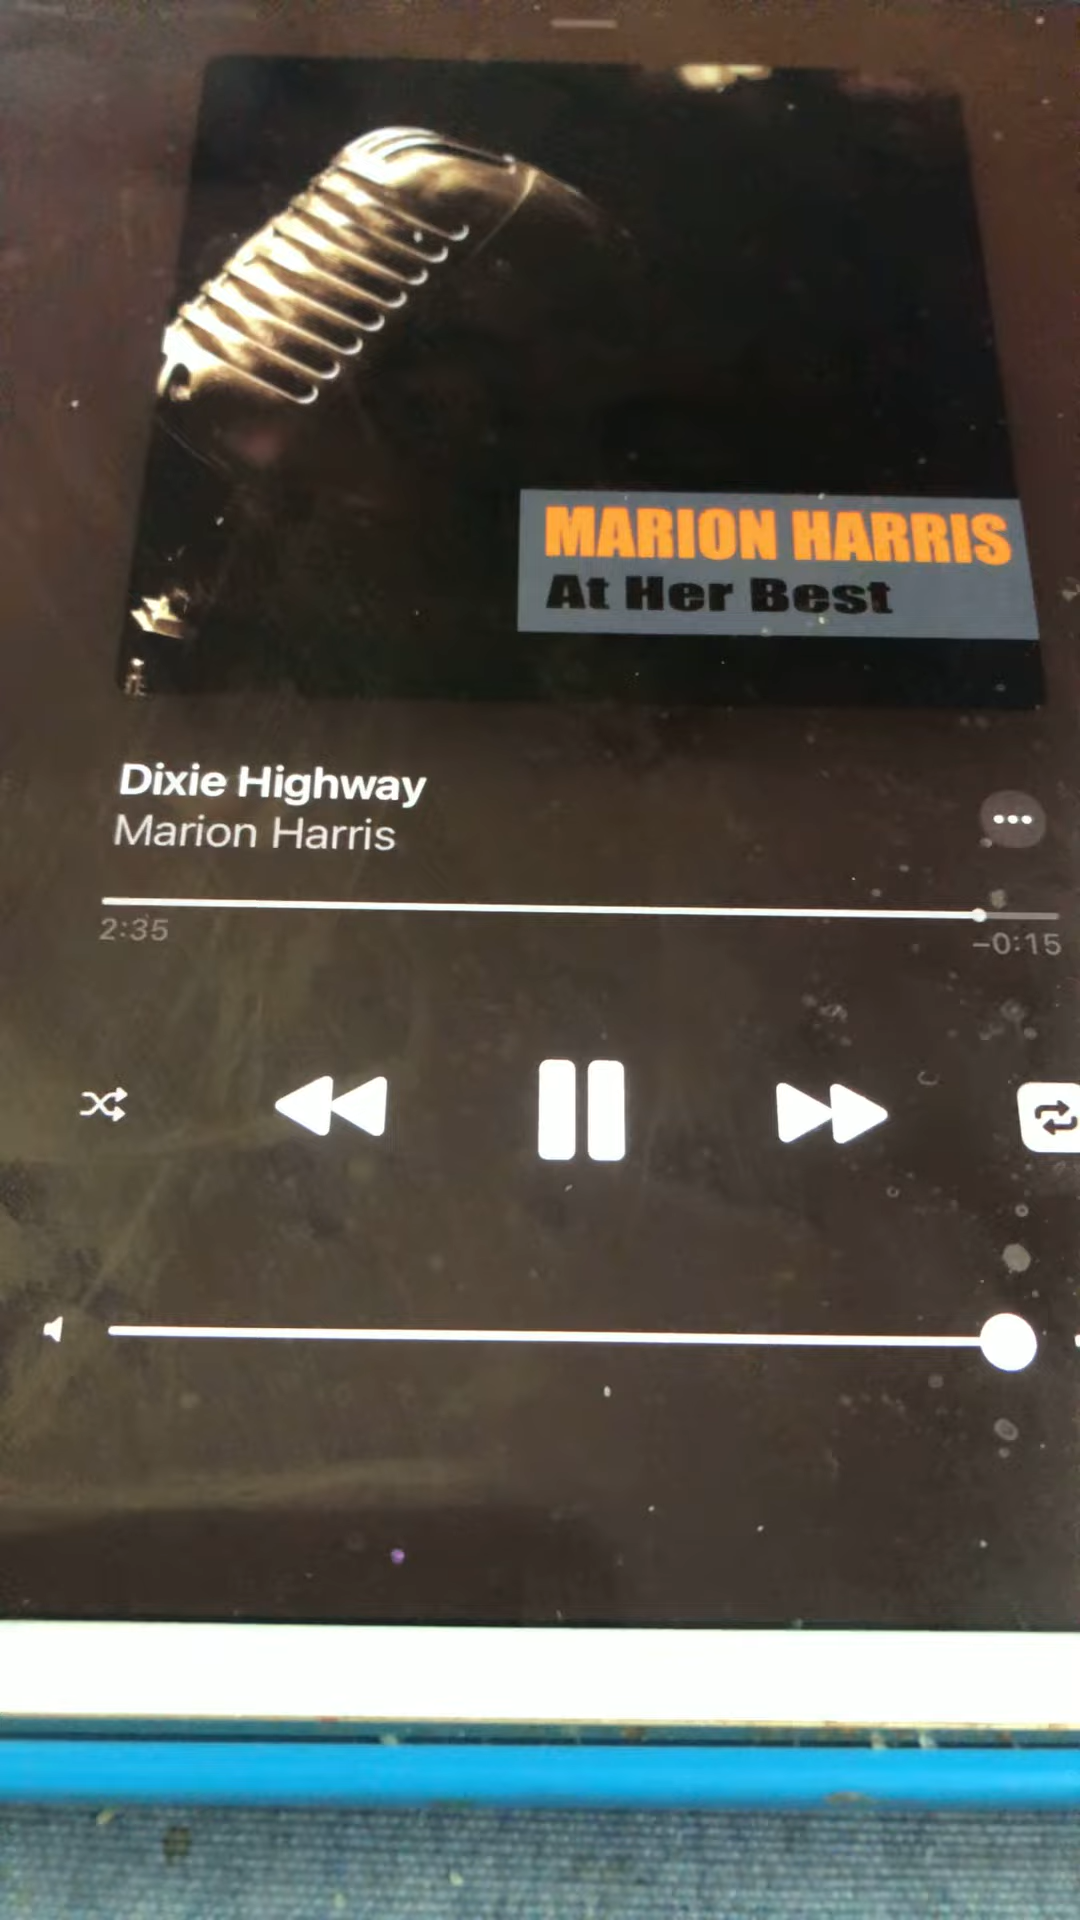 MARION HARRIS
At Her Best
Dixie Highway
Marion Harris
2:35
-0:15